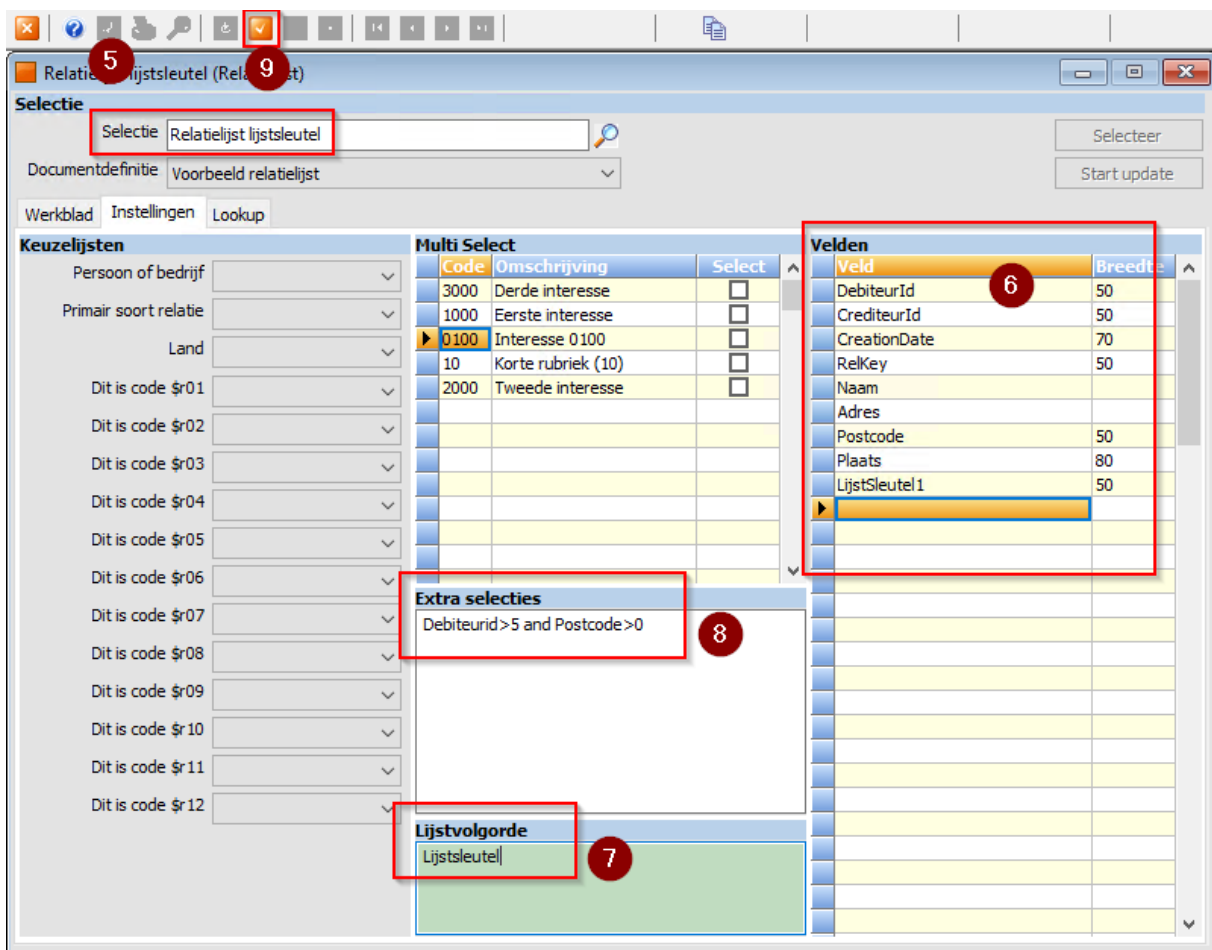 5
9
Relatie lijstsleutel (Rela st)
Selectie
Selectie Relatielijst lijstsleutel
Selecteer
Documentdefinitie Voorbeeld relatielijst
Start update
Werkblad Instellingen Lookup
Keuzelijsten
Persoon of bedrijf
Primair soort relatie
Land
Dit is code $r01
Dit is code $r02
Dit is code $r03
Dit is code $r04
Dit is code $r05
Dit is code $r06
Dit is code $r07
Dit is code $r08
Dit is code $r09
Dit is code $r10
Dit is code $r11
Dit is code $r12
Multi Select
Code Omschrijving Select
3000 Derde interesse
1000 Eerste interesse
0100 Interesse 0100
10 Korte rubriek (10)
2000 Tweede interesse
Extra selecties
Debiteurid>5 and Postcode>0
8
Lijstvolgorde
Lijstsleutel
7
Velden
Veld Breedte
6
DebiteurId 50
CrediteurId 50
CreationDate 70
RelKey 50
Naam
Adres
Postcode 50
Plaats 80
LijstSleutel1 50